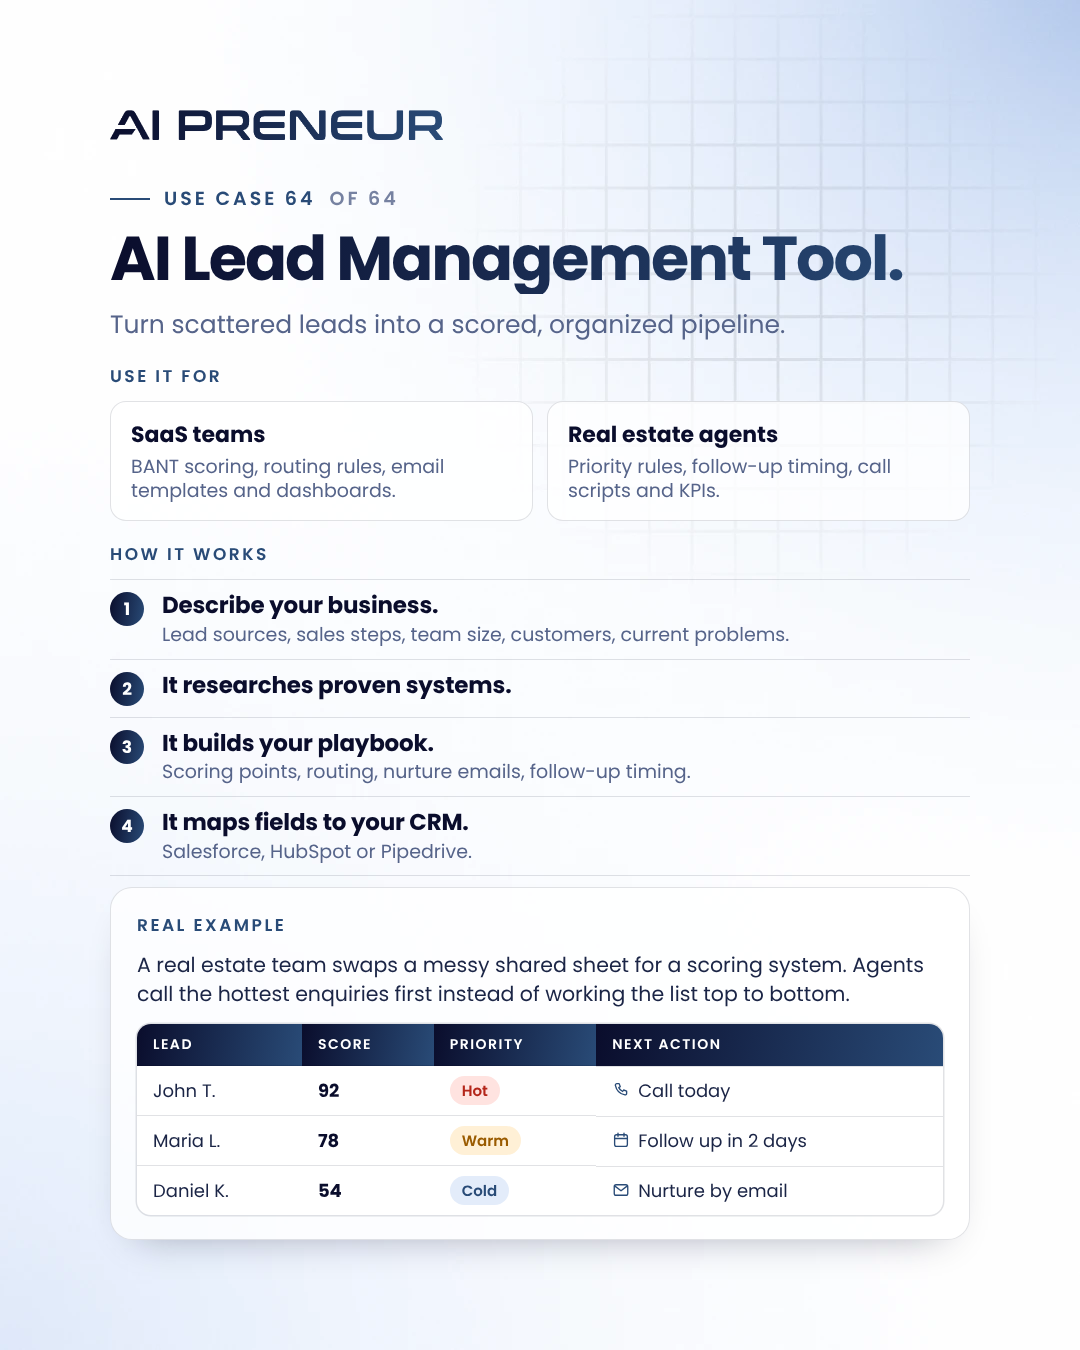 AI PRENEUR
USE CASE 64 OF 64
AI Lead Management Tool.
Turn scattered leads into a scored, organized pipeline.
USE IT FOR
SaaS teams
BANT scoring, routing rules, email
templates and dashboards.
Real estate agents
Priority rules, follow-up timing, call
scripts and KPIs.
HOW IT WORKS
1 Describe your business.
Lead sources, sales steps, team size, customers, current problems.
2 It researches proven systems.
3 It builds your playbook.
Scoring points, routing, nurture emails, follow-up timing.
4 It maps fields to your CRM.
Salesforce, HubSpot or Pipedrive.
REAL EXAMPLE
A real estate team swaps a messy shared sheet for a scoring system. Agents
call the hottest enquiries first instead of working the list top to bottom.
LEAD SCORE PRIORITY NEXT ACTION
John T. 92 Hot Call today
Maria L. 78 Warm Follow up in 2 days
Daniel K. 54 Cold Nurture by email